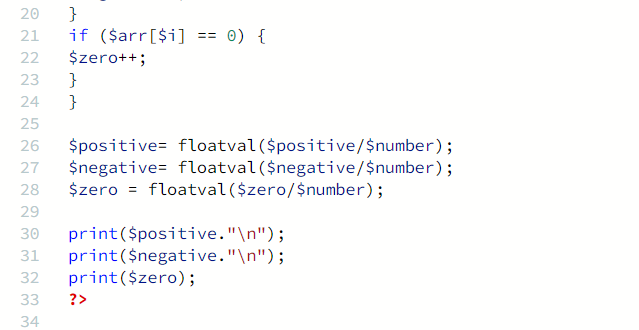 20 }
21 if ($arr[$i] == 0) {
22 $zero++;
23 }
24 }
25
26 $positive= floatval($positive/$number);
27 $negative= floatval($negative/$number);
28 $zero = floatval($zero/$number);
29
30 print($positive."\n");
31 print($negative."\n");
32 print($zero);
33 ?>
34